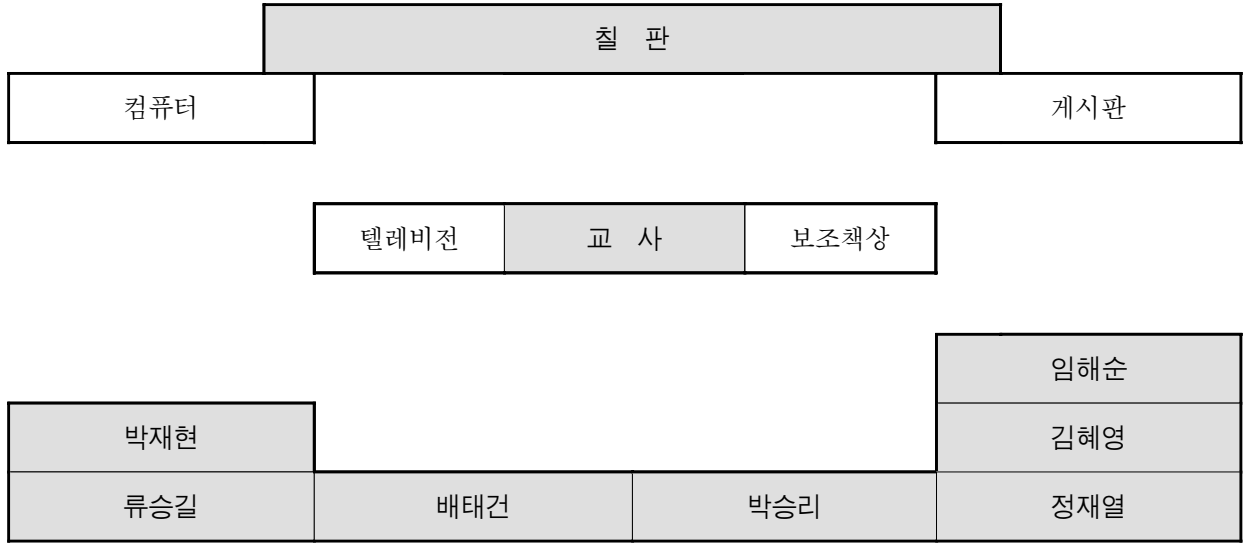 칠 판
컴퓨터 게시판
텔레비전 교 사 보조책상
임해순
박재현 김혜영
류승길 배태건 박승리 정재열